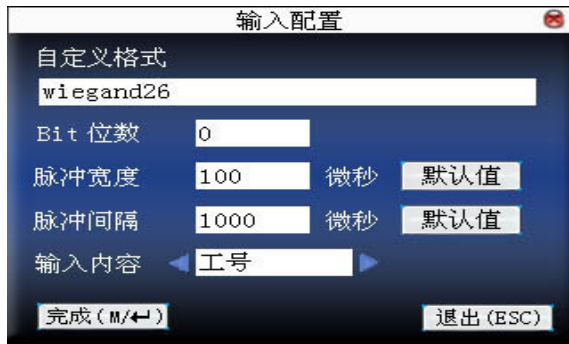 输入配置
自定义格式
wiegand26
Bit 位数 0
脉冲宽度 100 微秒 默认值
脉冲间隔 1000 微秒 默认值
输入内容 工号
完成(M/↵) 退出(ESC)